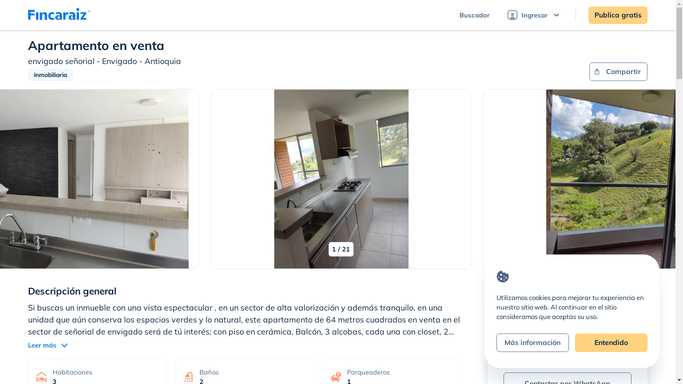 Fincaraiz
Buscador
Ingresar
Publica gratis
Apartamento en venta
envigado señorial - Envigado - Antioquia
Inmobiliaria
Compartir
1 / 21
Descripción general
Si buscas un inmueble con una vista espectacular , en un sector de alta valorización y además tranquilo. en una
unidad que aún conserva los espacios verdes y lo natural, este apartamento de 64 metros cuadrados en venta en el
sector de señorial de envigado será de tú interés; con piso en cerámica, Balcón, 3 alcobas, cada una con closet, 2...
Leer más
Habitaciones
3
Baños
2
Parqueaderos
1
Utilizamos cookies para mejorar tu experiencia en
nuestro sitio web. Al continuar en el sitio
consideramos que aceptas su uso.
Más información
Entendido
Contactar por WhatsApp